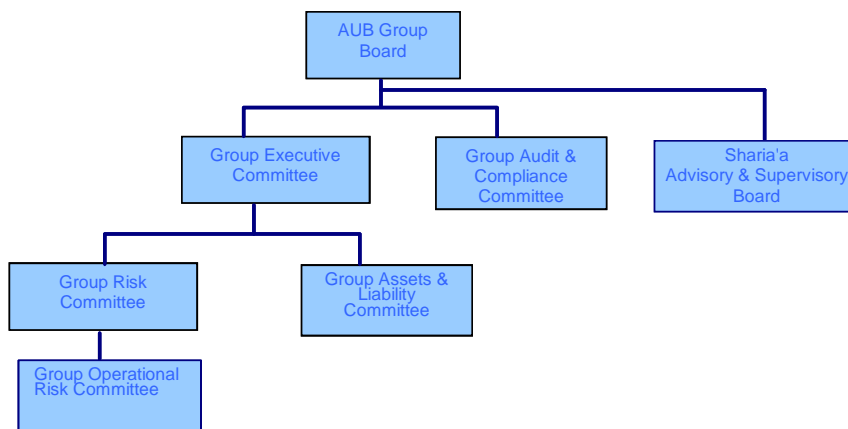 AUB Group
Board
Group Executive
Committee
Group Audit &
Compliance
Committee
Sharia'a
Advisory & Supervisory
Board
Group Risk
Committee
Group Assets &
Liability
Committee
Group Operational
Risk Committee